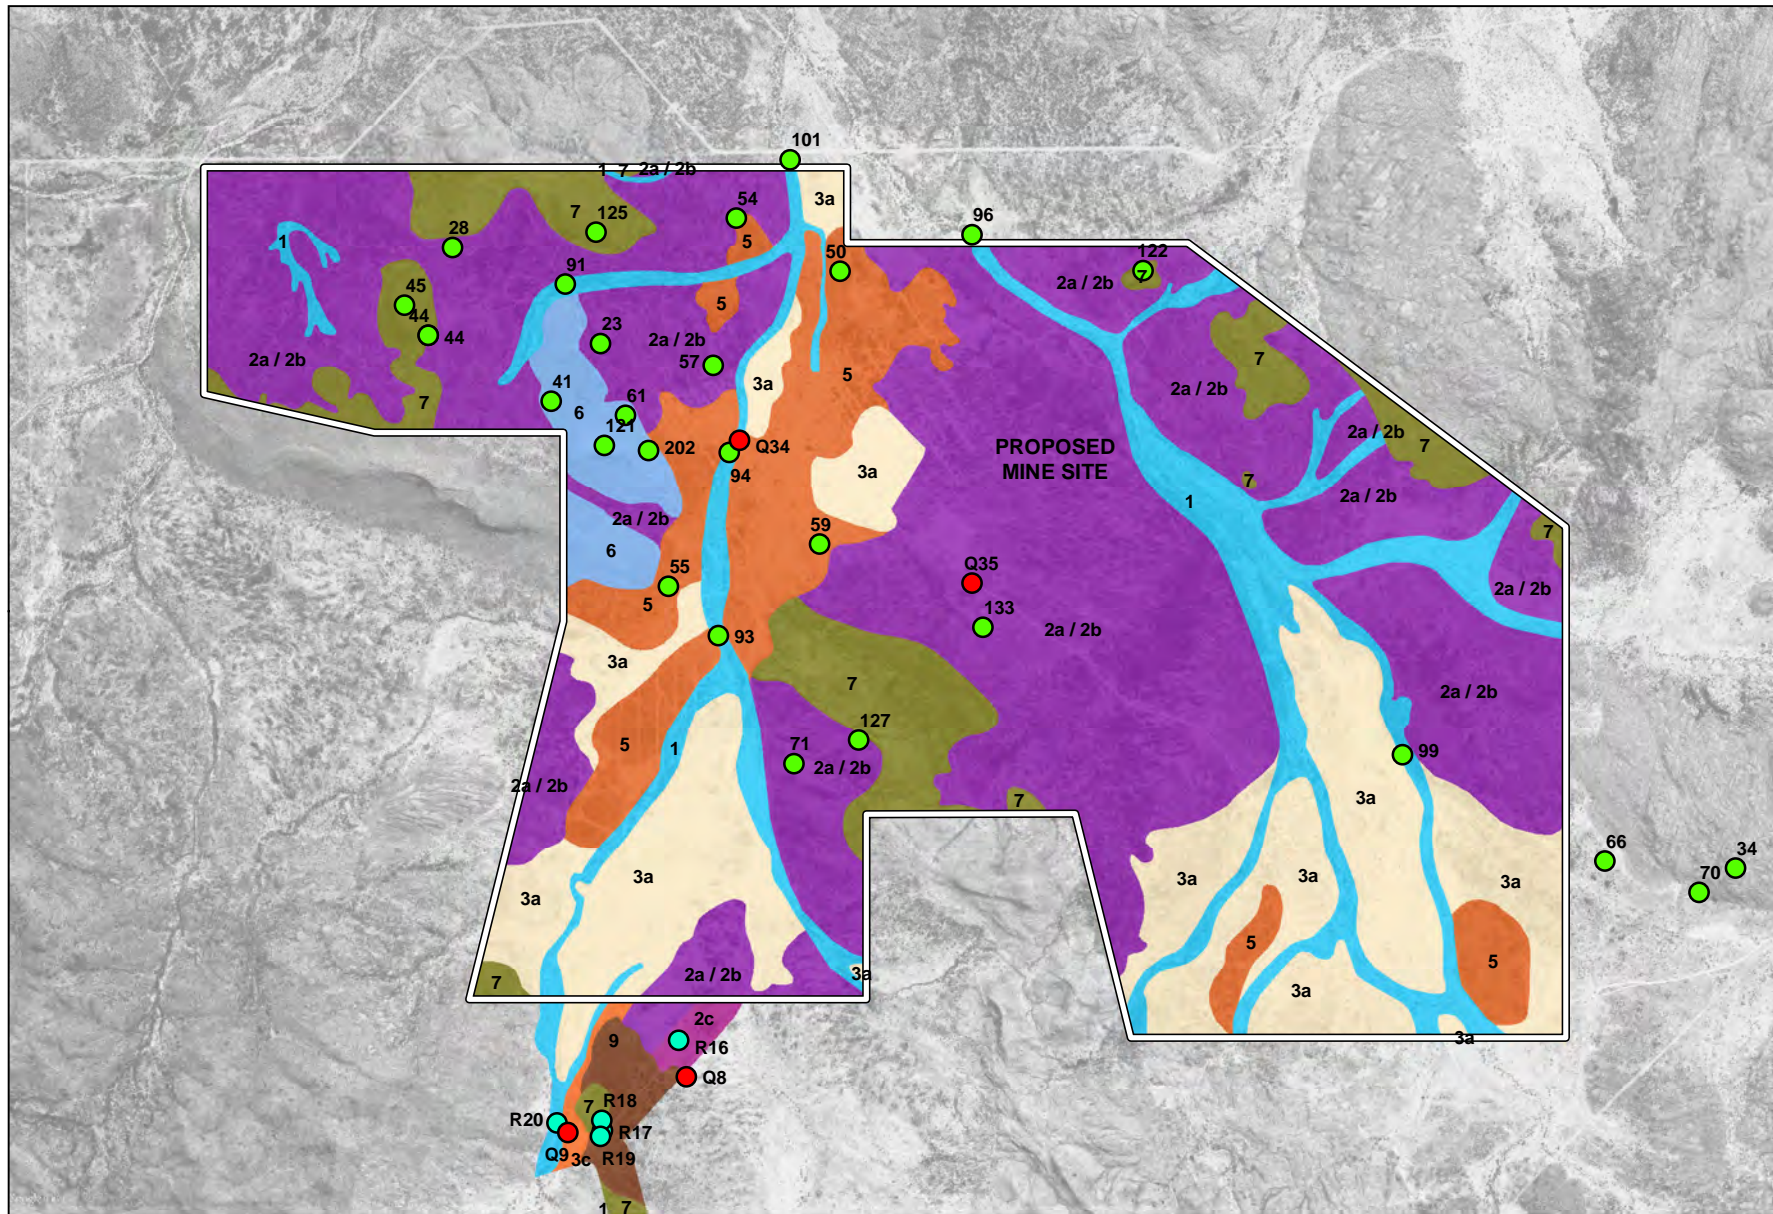 101
1 7 2a / 2b
3a
54
7
125
96
28
5
1
50
122
2a / 2b
7
91
45
5
44
44
23
2a / 2b
57
2a / 2b
7
5
7
3a
2a / 2b
41
6
61
2a / 2b
7
121
202
Q34
94
PROPOSED
MINE SITE
3a
7
2a / 2b
1
2a / 2b
59
7
6
55
Q35
2a / 2b
5
133
2a / 2b
93
3a
7
2a / 2b
127
5
1
71
2a / 2b
99
2a / 2b
3a
7
66
34
3a
3a
3a
3a
70
3a
5
5
2a / 2b
3a
7
3a
2c
9
R16
3a
Q8
7
R18
R20
R17
Q9
3c
R19
1 7